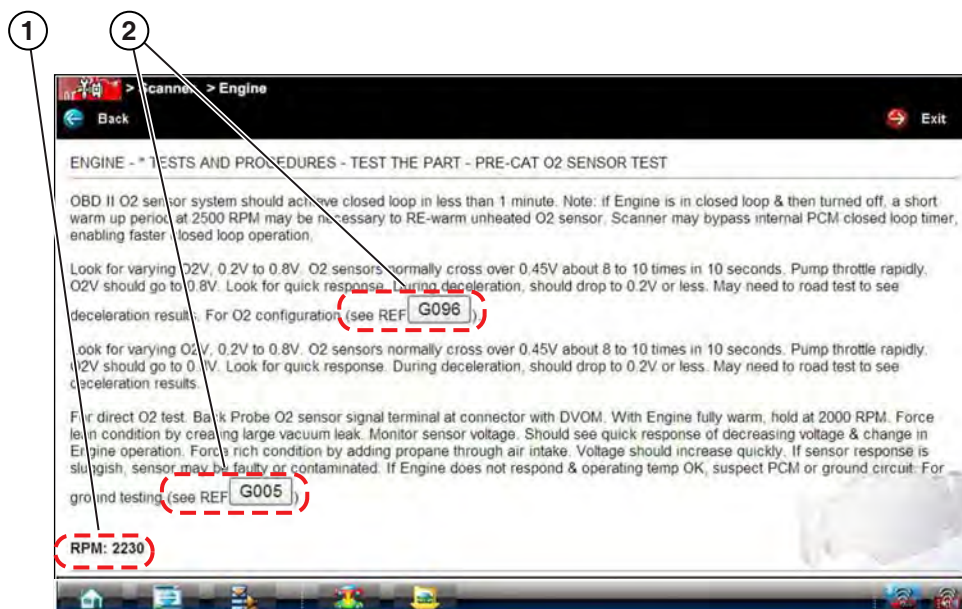 1 2
> Scanner > Engine
Back Exit
ENGINE - * TESTS AND PROCEDURES - TEST THE PART - PRE-CAT O2 SENSOR TEST
OBD II O2 sensor system should achieve closed loop in less than 1 minute. Note: if Engine is in closed loop & then turned off, a short
warm up period at 2500 RPM may be necessary to RE-warm unheated O2 sensor. Scanner may bypass internal PCM closed loop timer,
enabling faster closed loop operation.
Look for varying O2V, 0.2V to 0.8V. O2 sensors normally cross over 0.45V about 8 to 10 times in 10 seconds. Pump throttle rapidly.
O2V should go to 0.8V. Look for quick response. During deceleration, should drop to 0.2V or less. May need to road test to see
deceleration results. For O2 configuration (see REF G096 ).
Look for varying O2V, 0.2V to 0.8V. O2 sensors normally cross over 0.45V about 8 to 10 times in 10 seconds. Pump throttle rapidly.
O2V should go to 0.8V. Look for quick response. During deceleration, should drop to 0.2V or less. May need to road test to see
deceleration results.
For direct O2 test. Back Probe O2 sensor signal terminal at connector with DVOM. With Engine fully warm, hold at 2000 RPM. Force
lean condition by creating large vacuum leak. Monitor sensor voltage. Should see quick response of decreasing voltage & change in
Engine operation. Force rich condition by adding propane through air intake. Voltage should increase quickly. If sensor response is
sluggish, sensor may be faulty or contaminated. If Engine does not respond & operating temp OK, suspect PCM or ground circuit. For
ground testing (see REF G005 )
RPM: 2230